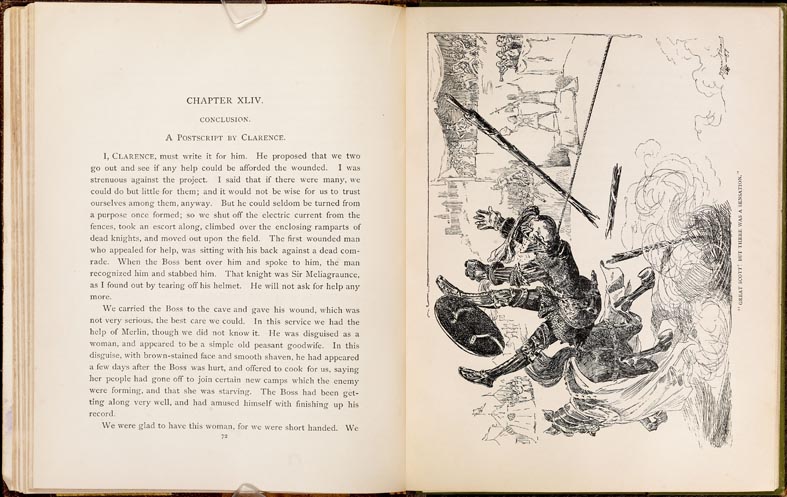 CHAPTER XLIV.
CONCLUSION.
A POSTSCRIPT BY CLARENCE.
I, CLARENCE, must write it for him. He proposed that we two
go out and see if any help could be afforded the wounded. I was
strenuous against the project. I said that if there were many, we
could do but little for them; and it would not be wise for us to trust
ourselves among them, anyway. But he could seldom be turned from
a purpose once formed; so we shut off the electric current from the
fences, took an escort along, climbed over the enclosing ramparts of
dead knights, and moved out upon the field. The first wounded man
who appealed for help, was sitting with his back against a dead com-
rade. When the Boss bent over him and spoke to him, the man
recognized him and stabbed him. That knight was Sir Meliagraunce,
as I found out by tearing off his helmet. He will not ask for help any
more.
We carried the Boss to the cave and gave his wound, which was
not very serious, the best care we could. In this service we had the
help of Merlin, though we did not know it. He was disguised as a
woman, and appeared to be a simple old peasant goodwife. In this
disguise, with brown-stained face and smooth shaven, he had appeared
a few days after the Boss was hurt, and offered to cook for us, saying
her people had gone off to join certain new camps which the enemy
were forming, and that she was starving. The Boss had been get-
ting along very well, and had amused himself with finishing up his
record.
We were glad to have this woman, for we were short handed. We
72
"GREAT SCOTT! BUT THERE WAS A SENSATION."